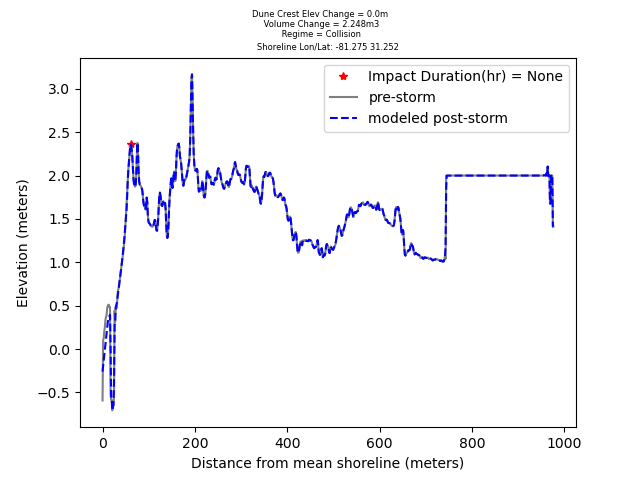 Dune Crest Elev Change = 0.0m
Volume Change = 2.248m3
Regime = Collision
Shoreline Lon/Lat: -81.275 31.252
Impact Duration(hr) = None
pre-storm
modeled post-storm
3.0
2.5
2.0
1.5
1.0
0.5
0.0
−0.5
Elevation (meters)
0
200
400
600
800
1000
Distance from mean shoreline (meters)